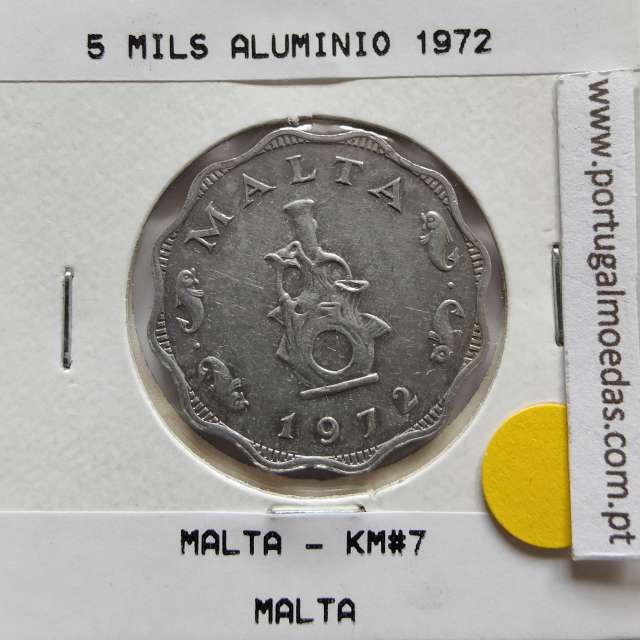 5 MILS ALUMINIO 1972
MALTA
1972
www.portugalmoedas.com.pt
MALTA - KM#7
MALTA